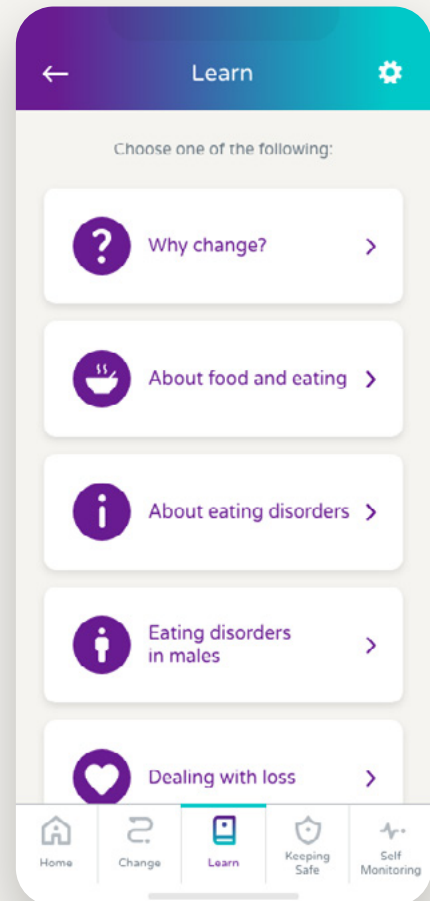 Learn
Choose one of the following:
Why change?
About food and eating
About eating disorders
Eating disorders
in males
Dealing with loss
Home
Change
Learn
Keeping
Safe
Self
Monitoring